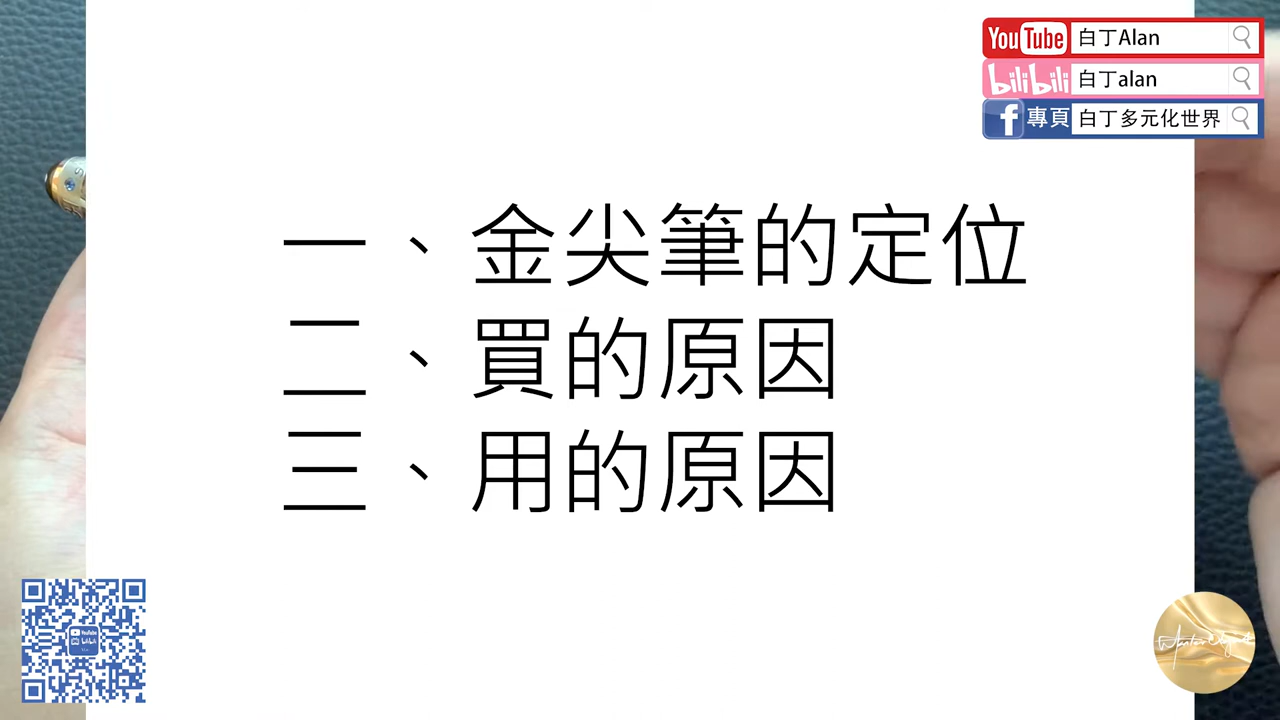 YouTube 白丁Alan
bilibili 白丁alan
f 專頁 白丁多元化世界
一、金尖筆的定位
二、買的原因
三、用的原因